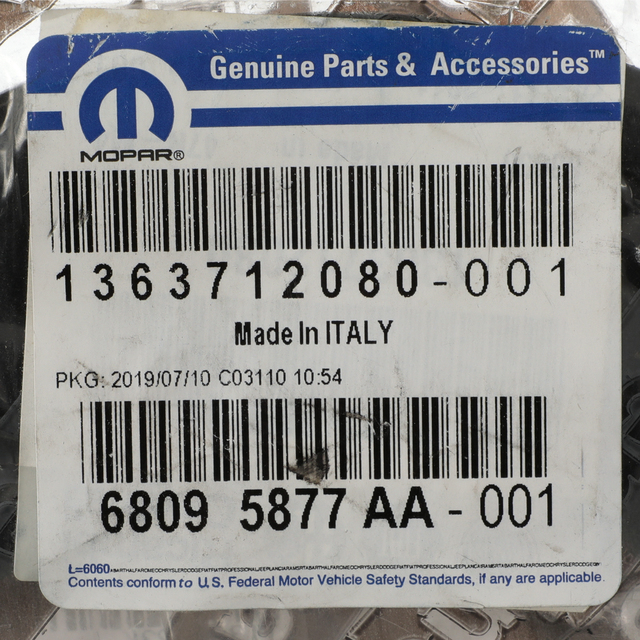 Genuine Parts & Accessories™
MOPAR®
1363712080-001
Made In ITALY
PKG: 2019/07/10 C03110 10:54
6809 5877 AA - 001
L=6060
Contents conform to U.S. Federal Motor Vehicle Safety Standards, if any are applicable.